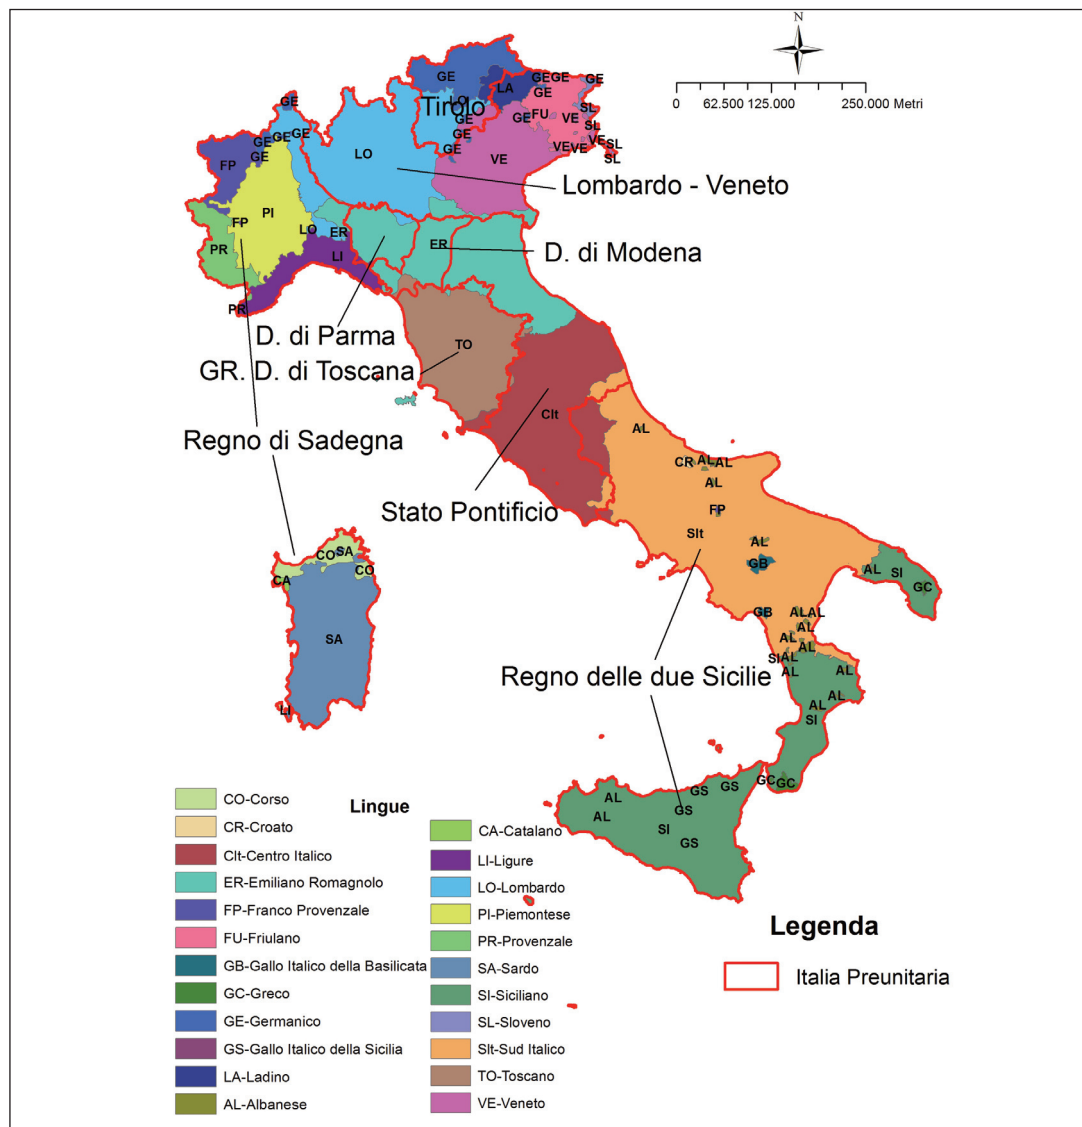 N
0 62.500 125.000 250.000 Metri
GE
GE GE
GE
GE
LA
GE
LO
Tirolo
GE
GE
GE
FU
SL
VE
SL
GE
GE
GE
GE
LO
GE
VE
VE VE
VE SL
SL
FP
Lombardo - Veneto
PI
FP
LO
ER
PR
LI
ER
D. di Modena
PR
D. di Parma
TO
GR. D. di Toscana
CIt
AL
Regno di Sadegna
CR
AL
AL
AL
Stato Pontificio
FP
SIt
AL
GB
AL
SI
GC
CO
SA
CO
CA
GB
AL AL
AL
AL
AL
SI AL
AL
AL
SA
Regno delle due Sicilie
AL
AL
SI
LI
GC GC
GS
GS
GS
AL
AL
SI
GS
Lingue
CO-Corso
CR-Croato
CIt-Centro Italico
ER-Emiliano Romagnolo
FP-Franco Provenzale
FU-Friulano
GB-Gallo Italico della Basilicata
GC-Greco
GE-Germanico
GS-Gallo Italico della Sicilia
LA-Ladino
AL-Albanese
CA-Catalano
LI-Ligure
LO-Lombardo
PI-Piemontese
PR-Provenzale
SA-Sardo
SI-Siciliano
SL-Sloveno
SIt-Sud Italico
TO-Toscano
VE-Veneto
Legenda
Italia Preunitaria